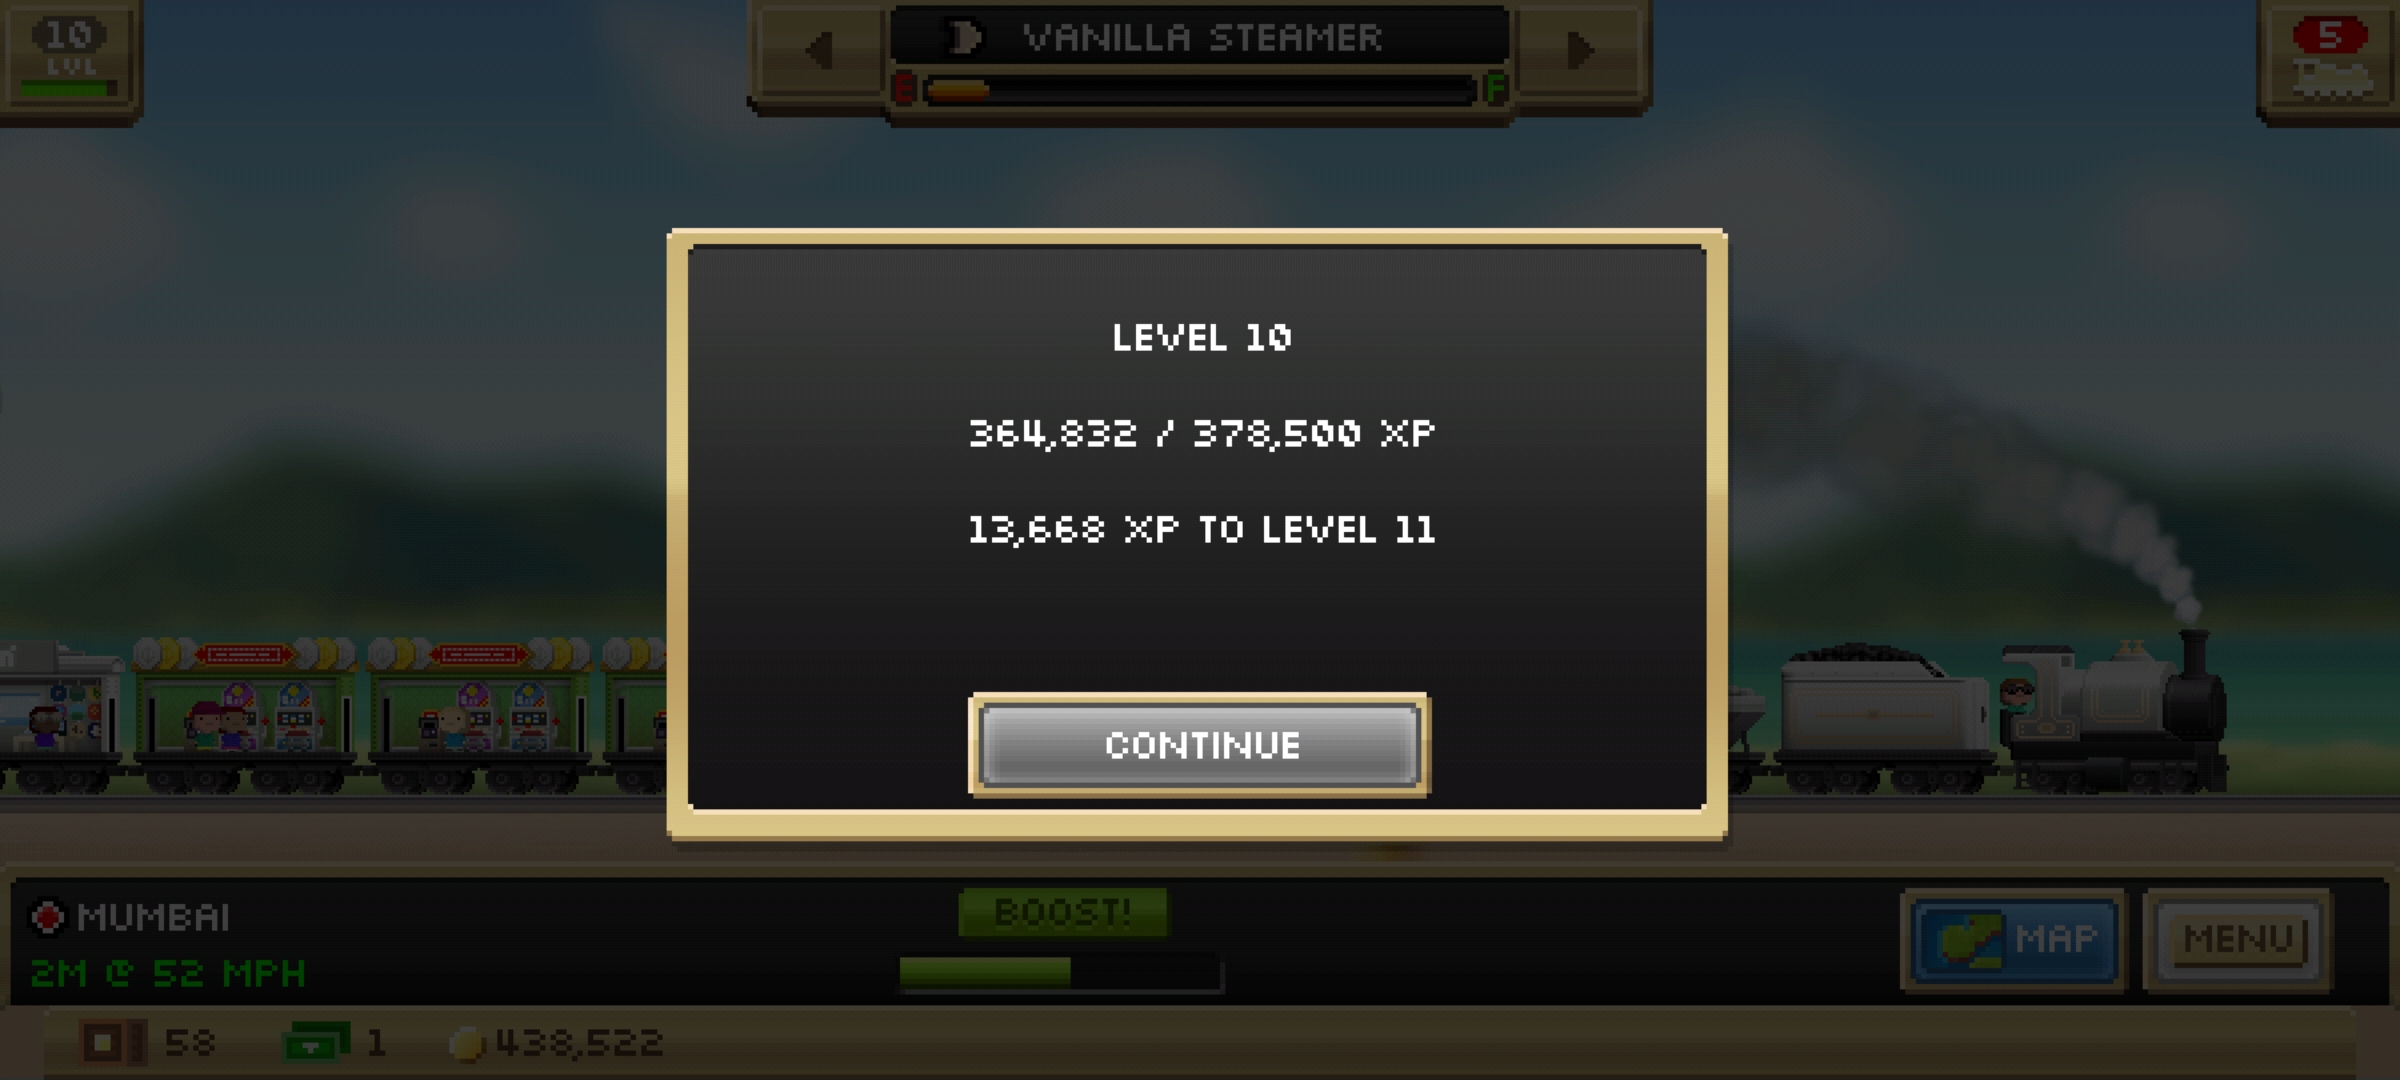 10
LVL
VANILLA STEAMER
E F
5
LEVEL 10
364,832 / 378,500 XP
13,668 XP TO LEVEL 11
CONTINUE
MUMBAI
2M @ 52 MPH
BOOST!
MAP
MENU
58
1
438,522